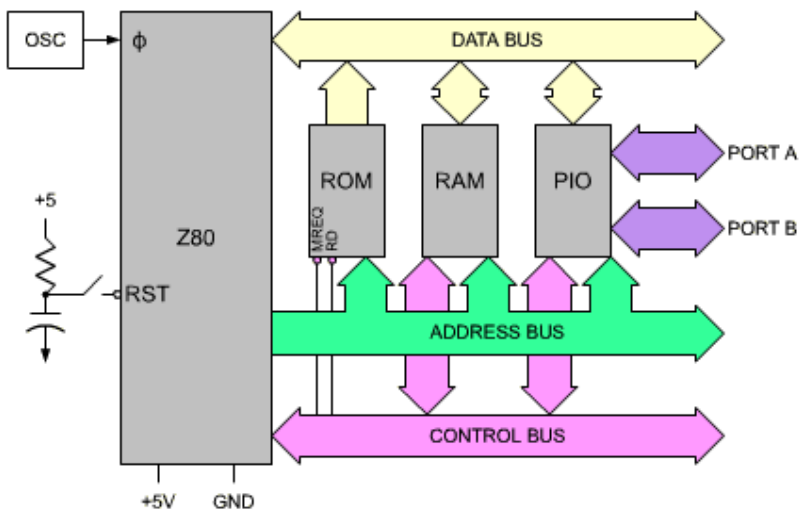 OSC
ϕ
DATA BUS
ROM
RAM
PIO
PORT A
PORT B
MREQ
RD
+5
Z80
RST
ADDRESS BUS
CONTROL BUS
+5V
GND